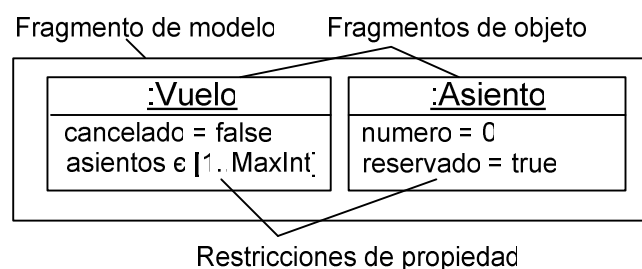 Fragmento de modelo Fragmentos de objeto
:Vuelo :Asiento
cancelado = false numero = 0
asientos є [1..MaxInt] reservado = true
Restricciones de propiedad